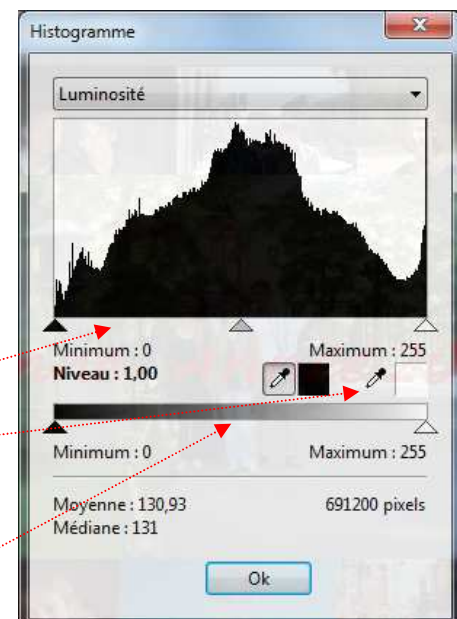 Histogramme
Luminosité
Minimum : 0 Maximum : 255
Niveau : 1,00
Minimum : 0 Maximum : 255
Moyenne : 130,93 691200 pixels
Médiane : 131
Ok